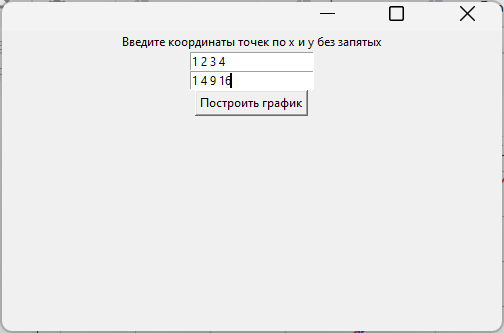 Введите координаты точек по x и y без запятых
1 2 3 4
1 4 9 16
Построить график